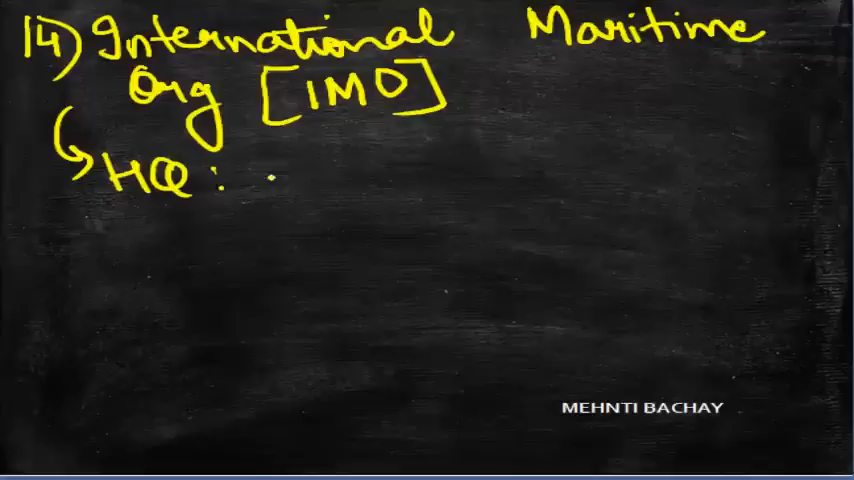 14) International Maritime
Org [IMO]
HQ :
MEHNTI BACHAY